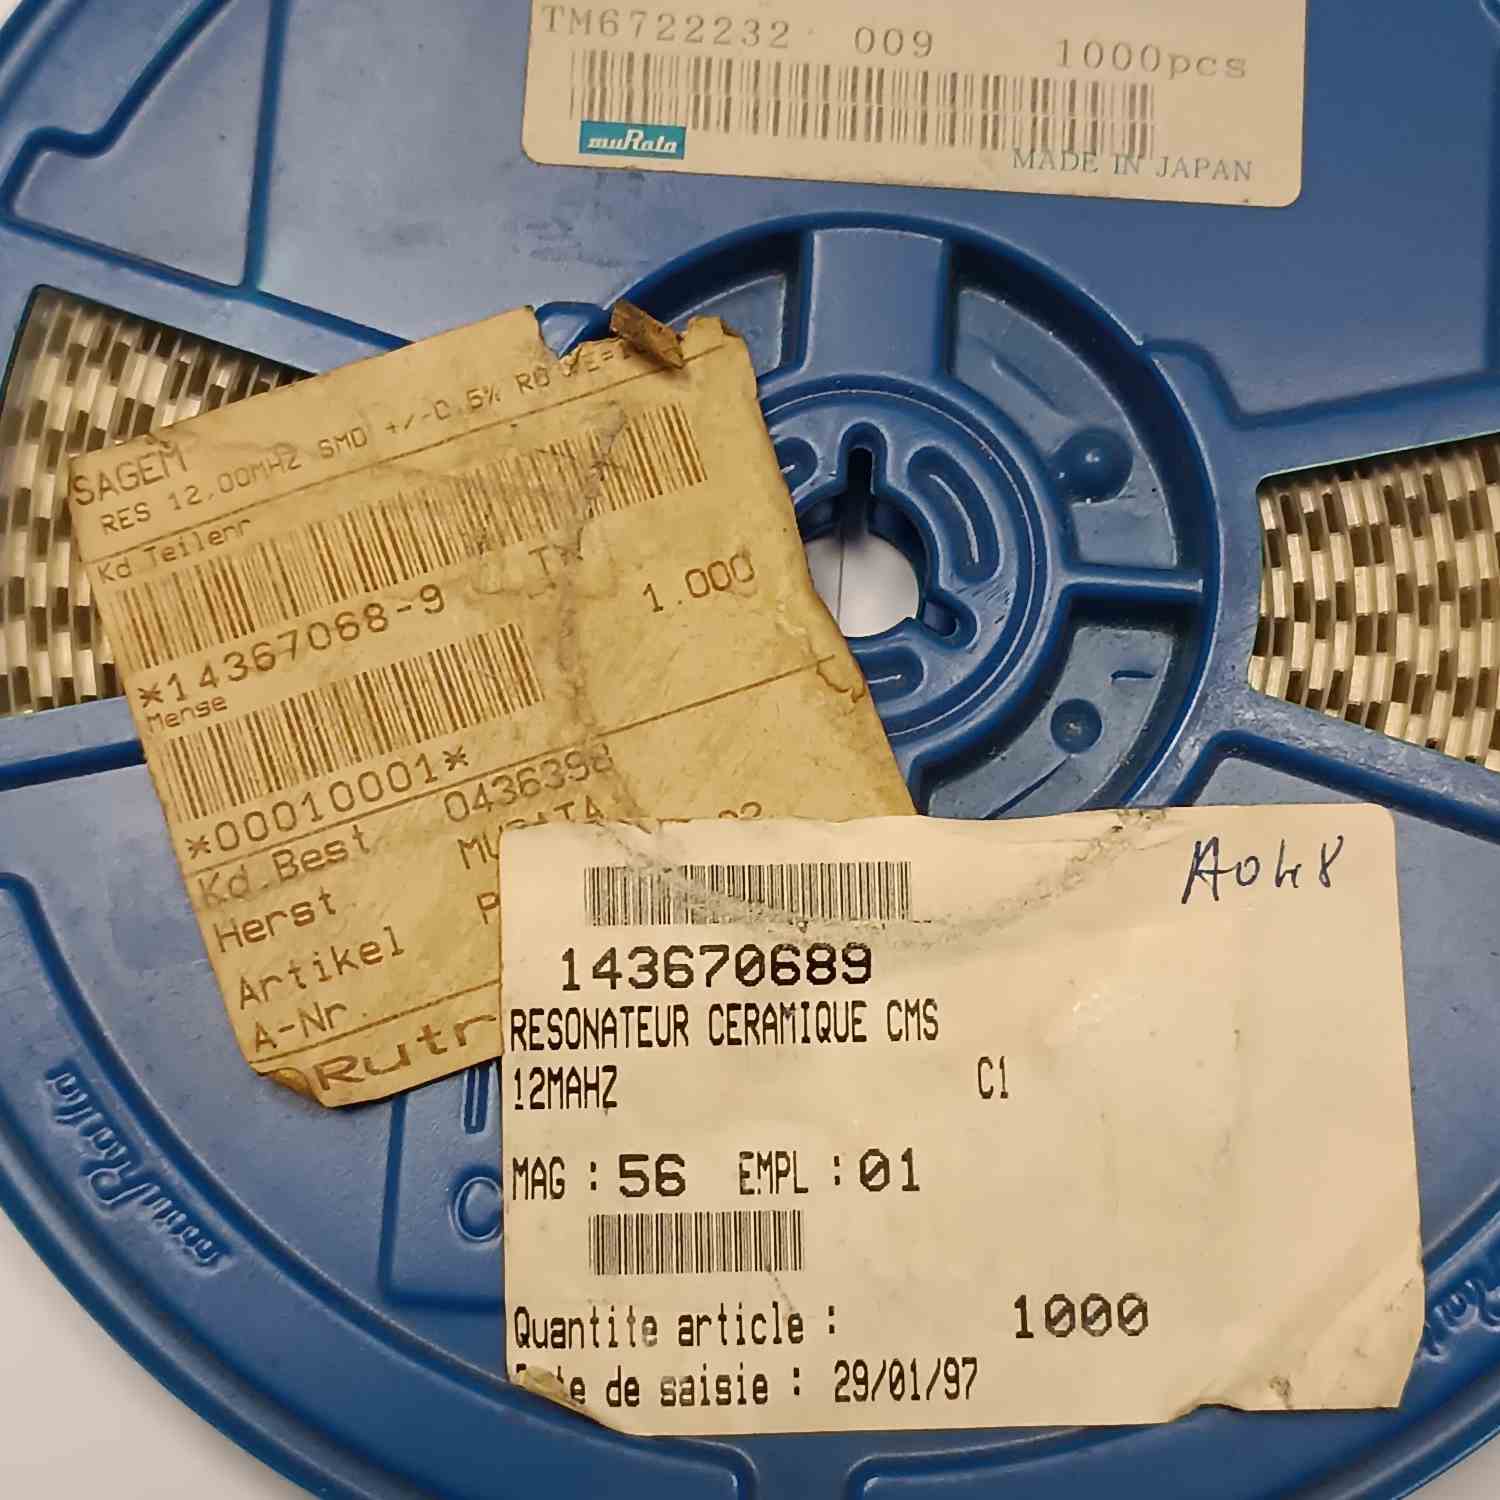 TM6722232 009 1000pcs
muRata
MADE IN JAPAN
SAGEM
RES 12,00MHZ SMD +/-0.5%
Kd Teilenr
*14367068-9
1.000
Menge
*00010001*
Kd.Best 0436398
Herst
Artikel
A-Nr.
A048
143670689
RESONATEUR CERAMIQUE CMS
12MAHZ C1
MAG : 56 EMPL : 01
Quantite article : 1000
de saisie : 29/01/97
muRata